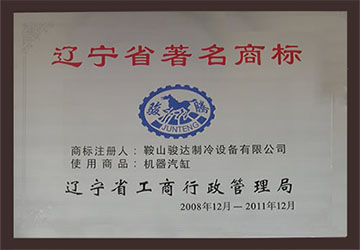 辽宁省著名商标
骏 腾
JUNTENG
商标注册人：鞍山骏达制冷设备有限公司
使用商品：机器汽缸
辽宁省工商行政管理局
2008年12月—2011年12月